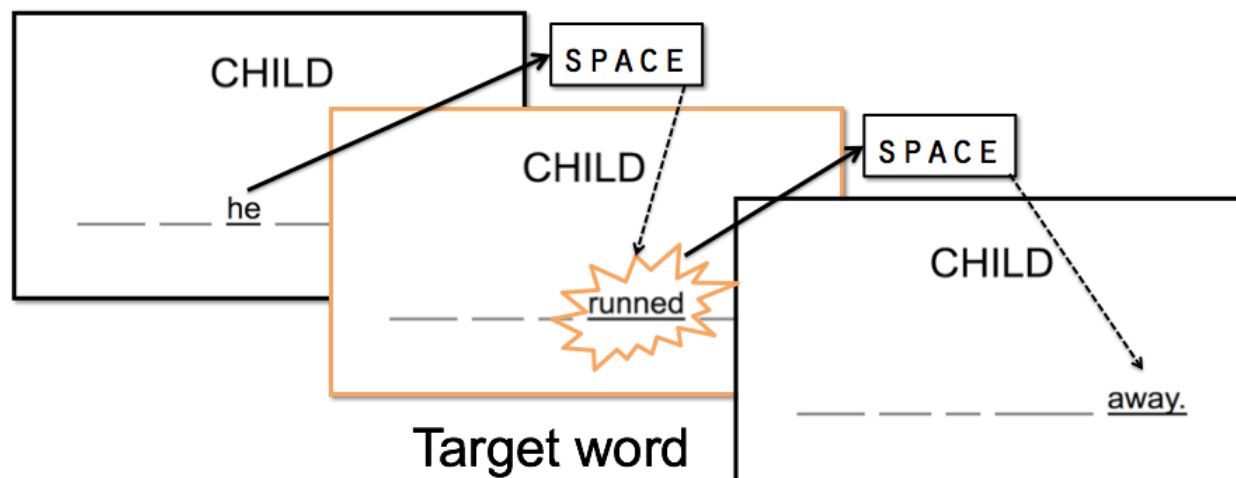 CHILD
he
SPACE
CHILD
runned
SPACE
CHILD
away.
Target word